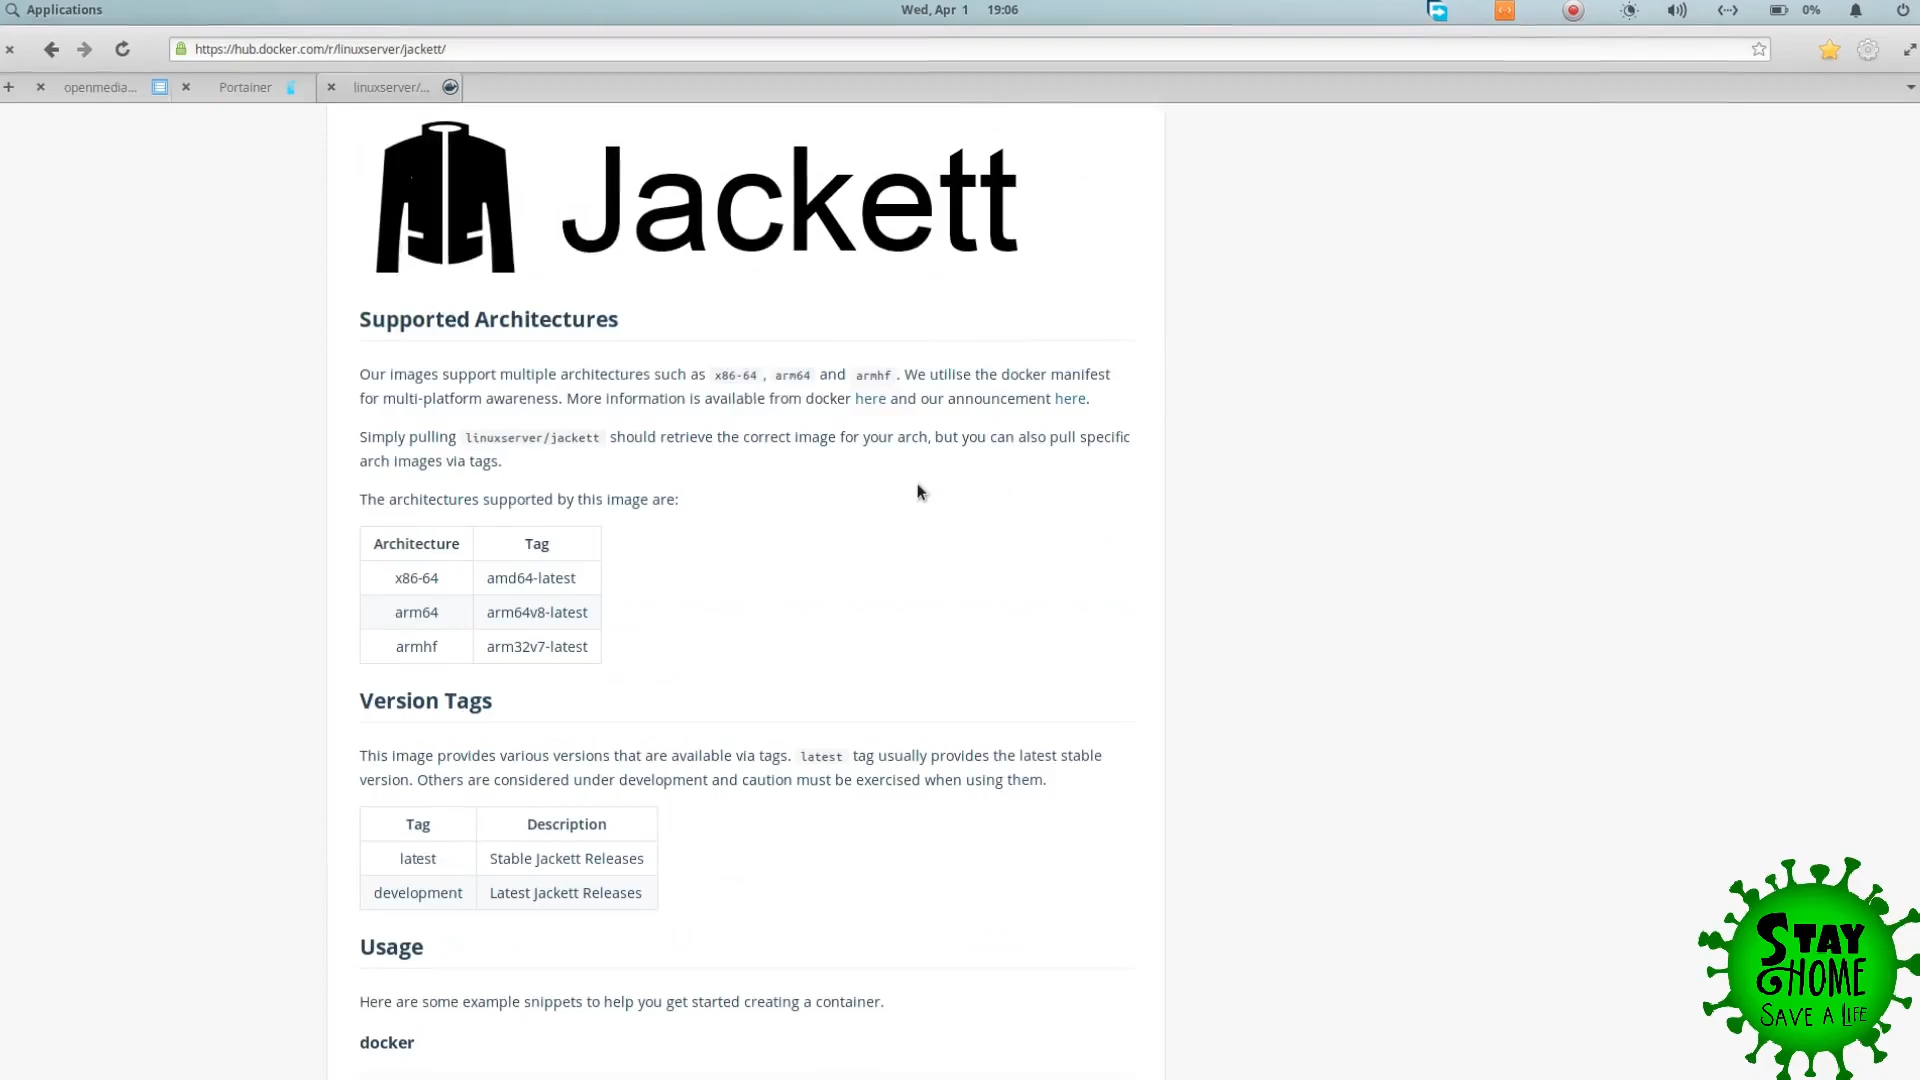 Applications
Wed, Apr 1 19:06
0%
https://hub.docker.com/r/linuxserver/jackett/
openmedia...
Portainer
linuxserver/...
Jackett
Supported Architectures
Our images support multiple architectures such as x86-64 , arm64 and armhf . We utilise the docker manifest
for multi-platform awareness. More information is available from docker here and our announcement here.
Simply pulling linuxserver/jackett should retrieve the correct image for your arch, but you can also pull specific
arch images via tags.
The architectures supported by this image are:
Architecture Tag
x86-64 amd64-latest
arm64 arm64v8-latest
armhf arm32v7-latest
Version Tags
This image provides various versions that are available via tags. latest tag usually provides the latest stable
version. Others are considered under development and caution must be exercised when using them.
Tag Description
latest Stable Jackett Releases
development Latest Jackett Releases
Usage
Here are some example snippets to help you get started creating a container.
docker
STAY
@HOME
SAVE A LIFE